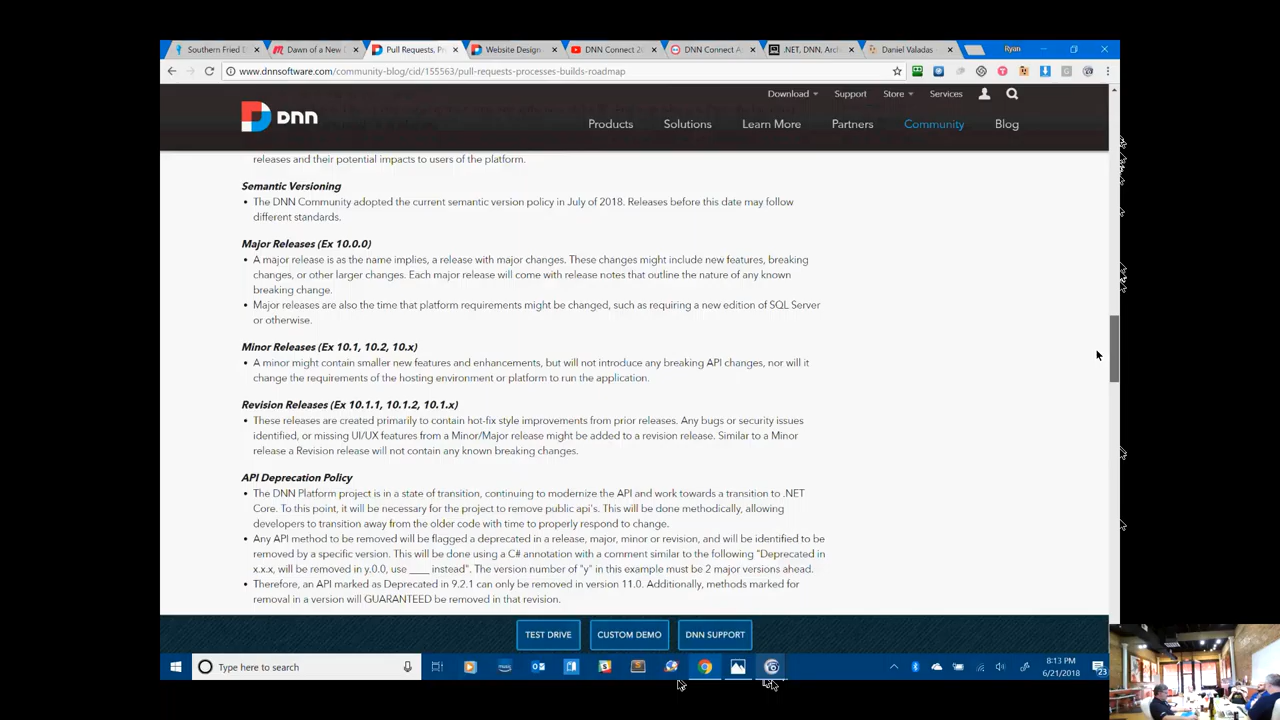 Southern Fried D
Dawn of a New D
Pull Requests, Pr
Website Design
DNN Connect 2
DNN Connect A
.NET, DNN, Arch
Daniel Valadas
Ryan
www.dnnsoftware.com/community-blog/cid/155563/pull-requests-processes-builds-roadmap
Download Support Store Services
DNN
Products Solutions Learn More Partners Community Blog
releases and their potential impacts to users of the platform.
Semantic Versioning
• The DNN Community adopted the current semantic version policy in July of 2018. Releases before this date may follow
different standards.
Major Releases (Ex 10.0.0)
• A major release is as the name implies, a release with major changes. These changes might include new features, breaking
changes, or other larger changes. Each major release will come with release notes that outline the nature of any known
breaking change.
• Major releases are also the time that platform requirements might be changed, such as requiring a new edition of SQL Server
or otherwise.
Minor Releases (Ex 10.1, 10.2, 10.x)
• A minor might contain smaller new features and enhancements, but will not introduce any breaking API changes, nor will it
change the requirements of the hosting environment or platform to run the application.
Revision Releases (Ex 10.1.1, 10.1.2, 10.1.x)
• These releases are created primarily to contain hot-fix style improvements from prior releases. Any bugs or security issues
identified, or missing UI/UX features from a Minor/Major release might be added to a revision release. Similar to a Minor
release a Revision release will not contain any known breaking changes.
API Deprecation Policy
• The DNN Platform project is in a state of transition, continuing to modernize the API and work towards a transition to .NET
Core. To this point, it will be necessary for the project to remove public api's. This will be done methodically, allowing
developers to transition away from the older code with time to properly respond to change.
• Any API method to be removed will be flagged a deprecated in a release, major, minor or revision, and will be identified to be
removed by a specific version. This will be done using a C# annotation with a comment similar to the following "Deprecated in
x.x.x, will be removed in y.0.0, use ____ instead". The version number of "y" in this example must be 2 major versions ahead.
• Therefore, an API marked as Deprecated in 9.2.1 can only be removed in version 11.0. Additionally, methods marked for
removal in a version will GUARANTEED be removed in that revision.
TEST DRIVE CUSTOM DEMO DNN SUPPORT
Type here to search
8:13 PM
6/21/2018
23